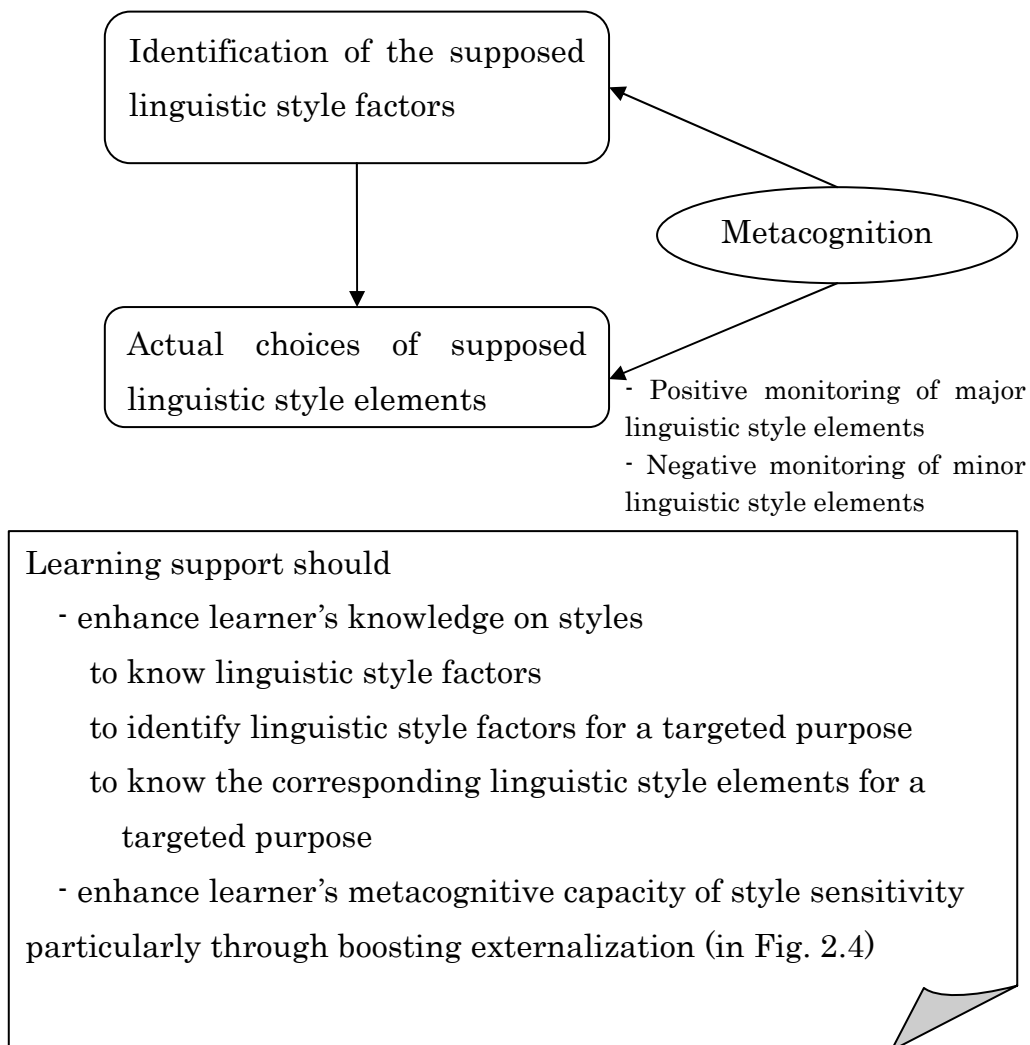 Identification of the supposed
linguistic style factors
Metacognition
Actual choices of supposed
linguistic style elements
- Positive monitoring of major
linguistic style elements
- Negative monitoring of minor
linguistic style elements
Learning support should
- enhance learner’s knowledge on styles
to know linguistic style factors
to identify linguistic style factors for a targeted purpose
to know the corresponding linguistic style elements for a
targeted purpose
- enhance learner’s metacognitive capacity of style sensitivity
particularly through boosting externalization (in Fig. 2.4)